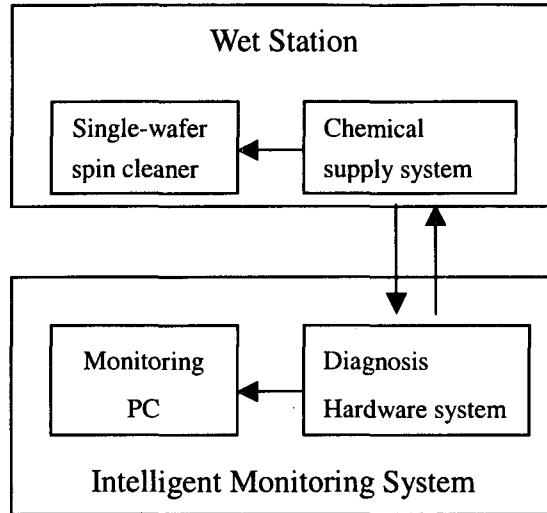 Wet Station
Single-wafer
spin cleaner
Chemical
supply system
Monitoring
PC
Diagnosis
Hardware system
Intelligent Monitoring System